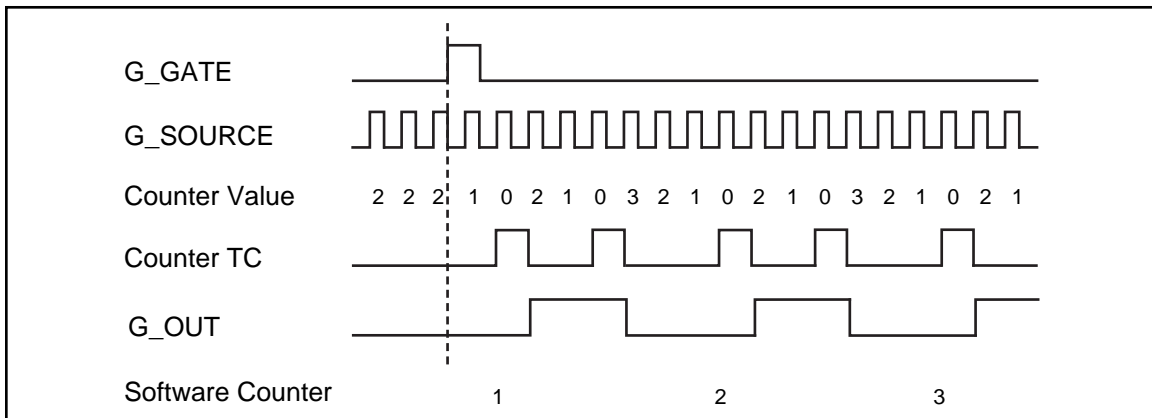 G_GATE
G_SOURCE
Counter Value 2 2 2 1 0 2 1 0 3 2 1 0 2 1 0 3 2 1 0 2 1
Counter TC
G_OUT
Software Counter 1 2 3